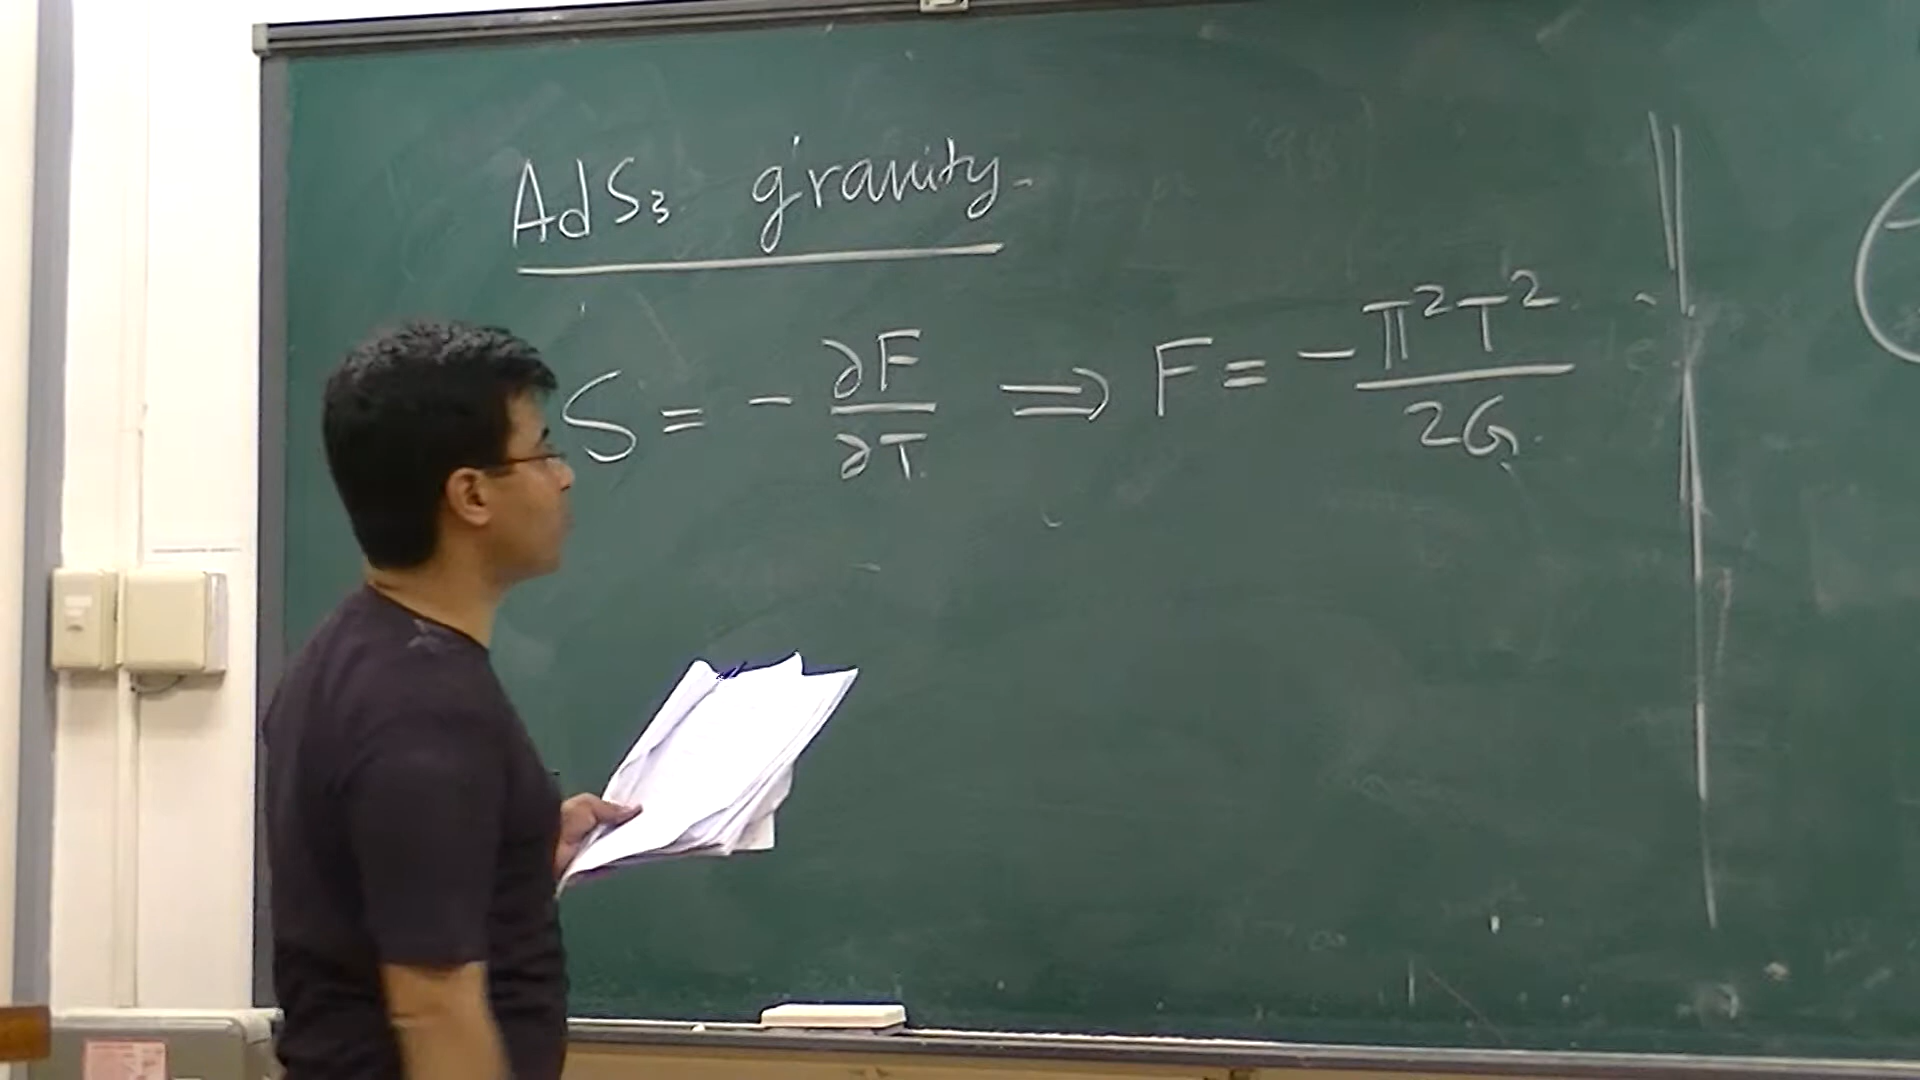 AdS₃ gravity.
S = - ∂F/∂T ⟹ F = - π²T²/2G.